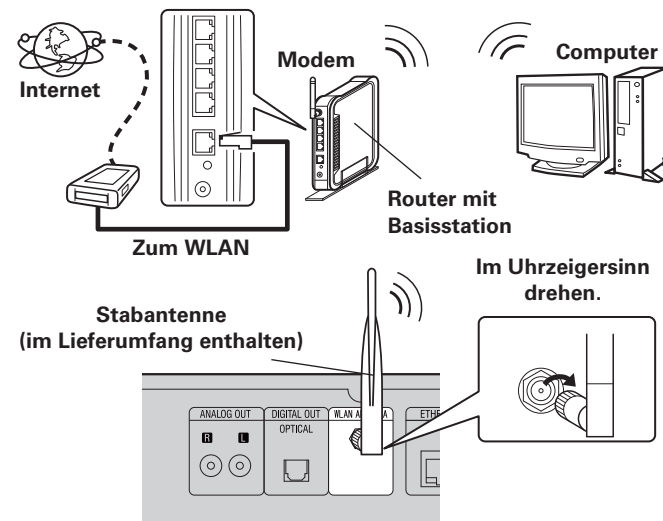 Internet
Modem
Computer
Router mit
Basisstation
Zum WLAN
Im Uhrzeigersinn
drehen.
Stabantenne
(im Lieferumfang enthalten)
ANALOG OUT
DIGITAL OUT
WLAN
OPTICAL
R L